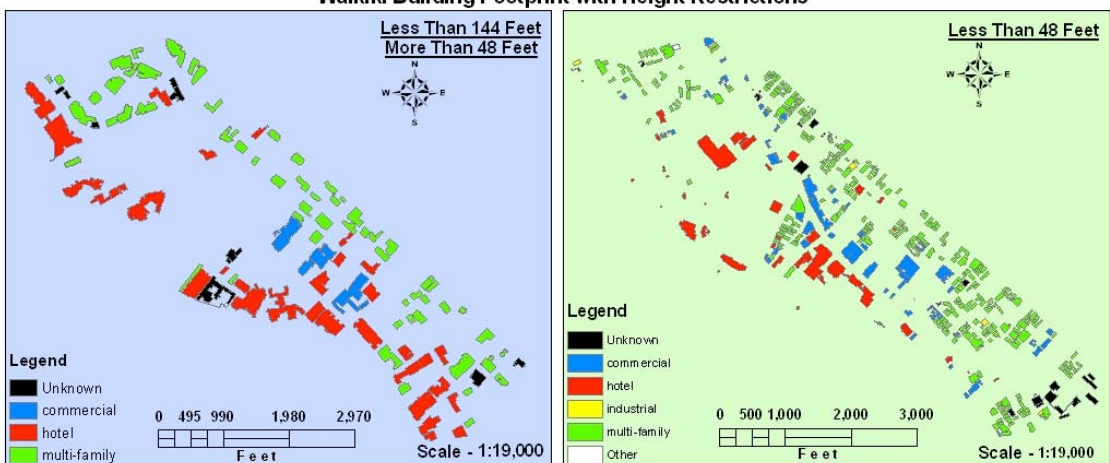 Waikiki Building Footprint with Height Restrictions
Less Than 144 Feet
More Than 48 Feet
N
W
E
S
Legend
Unknown
commercial
hotel
multi-family
0 495 990 1,980 2,970
Feet
Scale - 1:19,000
Less Than 48 Feet
N
W
E
S
Legend
Unknown
commercial
hotel
industrial
multi-family
Other
0 500 1,000 2,000 3,000
Feet
Scale - 1:19,000